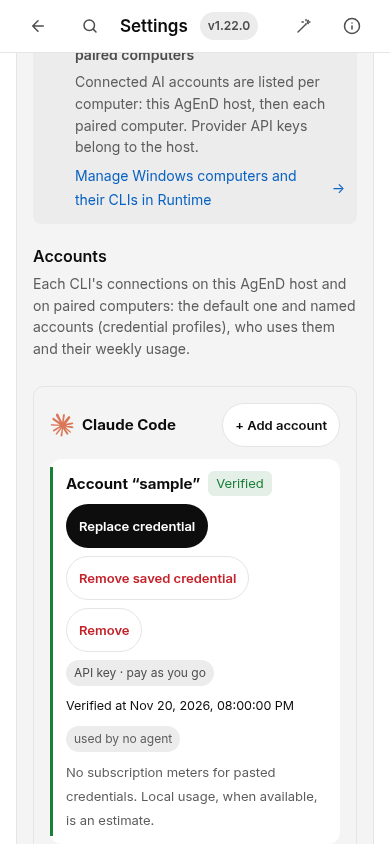 Settings
v1.22.0
paired computers
Connected AI accounts are listed per
computer: this AgEnD host, then each
paired computer. Provider API keys
belong to the host.
Manage Windows computers and
their CLIs in Runtime
→
Accounts
Each CLI's connections on this AgEnD host and
on paired computers: the default one and named
accounts (credential profiles), who uses them
and their weekly usage.
Claude Code
+ Add account
Account “sample”
Verified
Replace credential
Remove saved credential
Remove
API key · pay as you go
Verified at Nov 20, 2026, 08:00:00 PM
used by no agent
No subscription meters for pasted
credentials. Local usage, when available,
is an estimate.